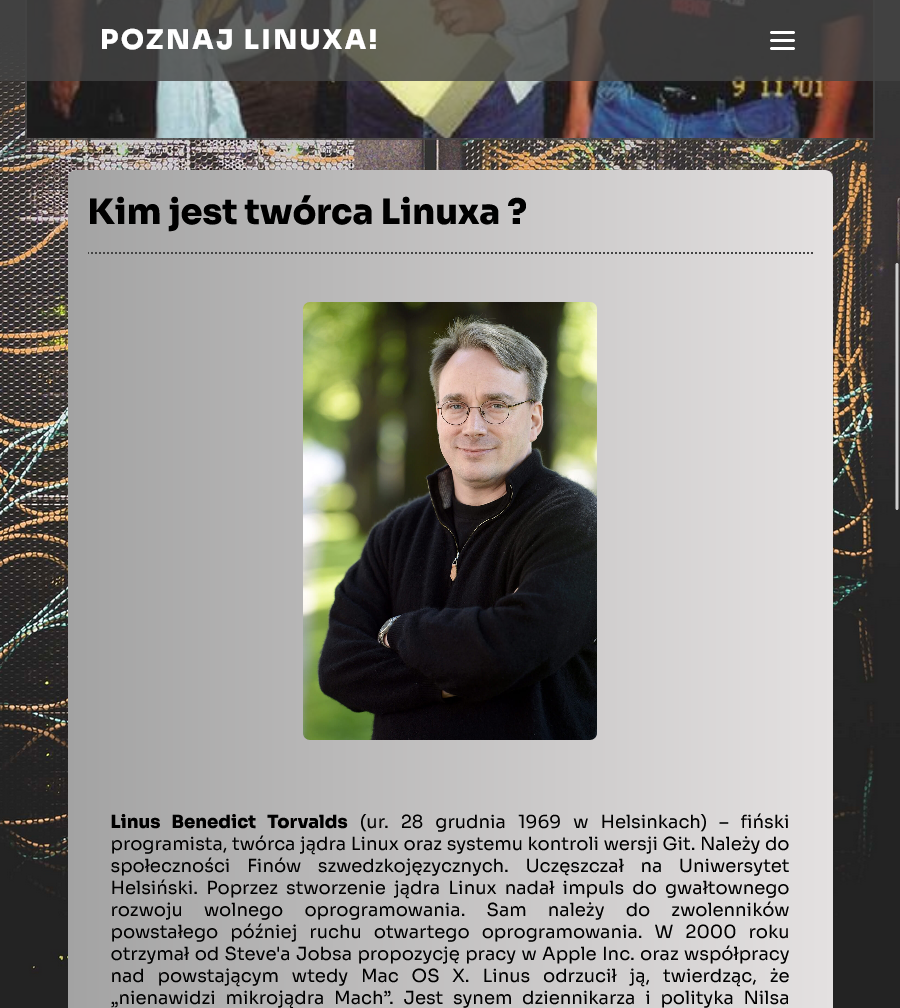 POZNAJ LINUXA!
9 11 '01
Kim jest twórca Linuxa ?
Linus Benedict Torvalds (ur. 28 grudnia 1969 w Helsinkach) – fiński
programista, twórca jądra Linux oraz systemu kontroli wersji Git. Należy do
społeczności Finów szwedzkojęzycznych. Uczęszczał na Uniwersytet
Helsiński. Poprzez stworzenie jądra Linux nadał impuls do gwałtownego
rozwoju wolnego oprogramowania. Sam należy do zwolenników
powstałego później ruchu otwartego oprogramowania. W 2000 roku
otrzymał od Steve'a Jobsa propozycję pracy w Apple Inc. oraz współpracy
nad powstającym wtedy Mac OS X. Linus odrzucił ją, twierdząc, że
„nienawidzi mikrojądra Mach”. Jest synem dziennikarza i polityka Nilsa